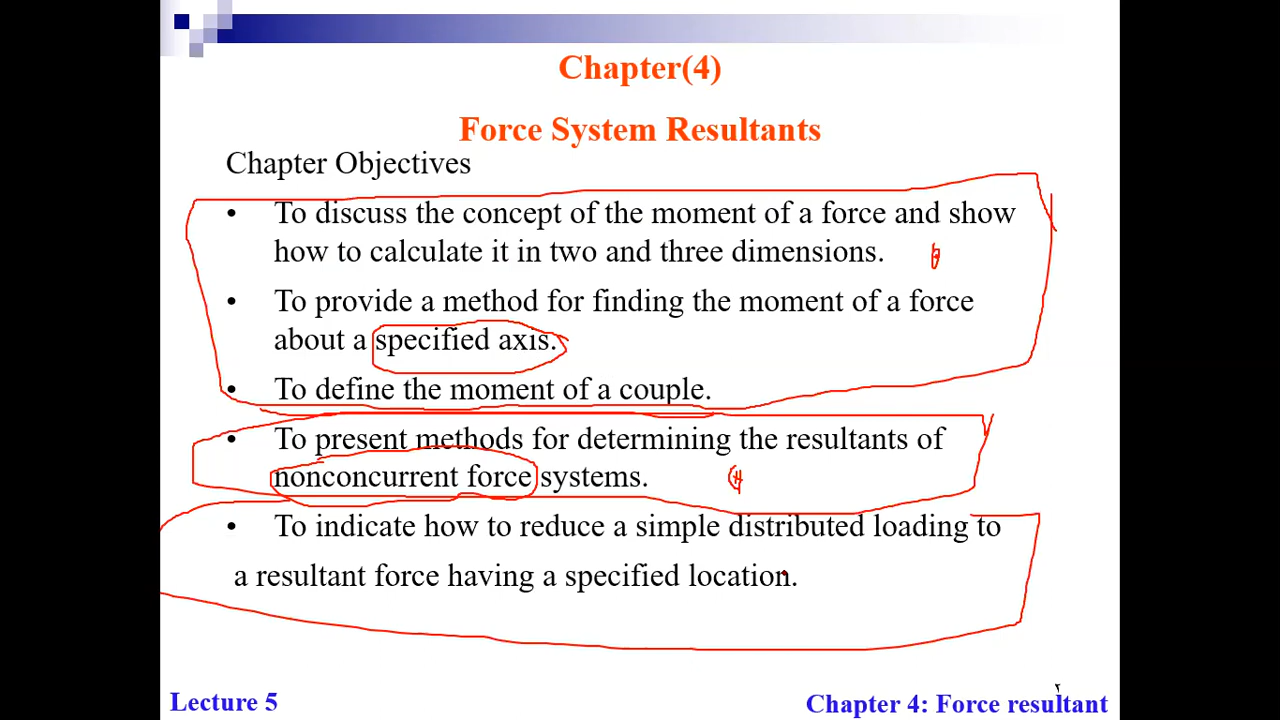 Chapter(4)
Force System Resultants
Chapter Objectives
• To discuss the concept of the moment of a force and show
how to calculate it in two and three dimensions.
• To provide a method for finding the moment of a force
about a specified axis.
• To define the moment of a couple.
• To present methods for determining the resultants of
nonconcurrent force systems.
• To indicate how to reduce a simple distributed loading to
a resultant force having a specified location.
٢
Lecture 5
Chapter 4: Force resultant